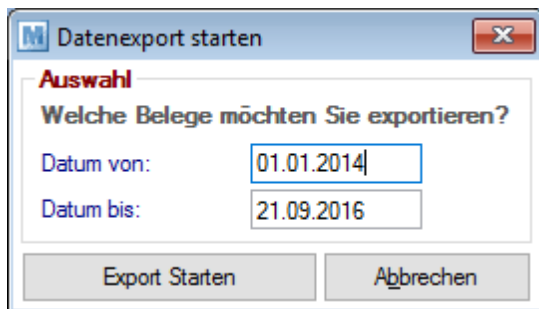 M Datenexport starten
Auswahl
Welche Belege möchten Sie exportieren?
Datum von: 01.01.2014
Datum bis: 21.09.2016
Export Starten Abbrechen